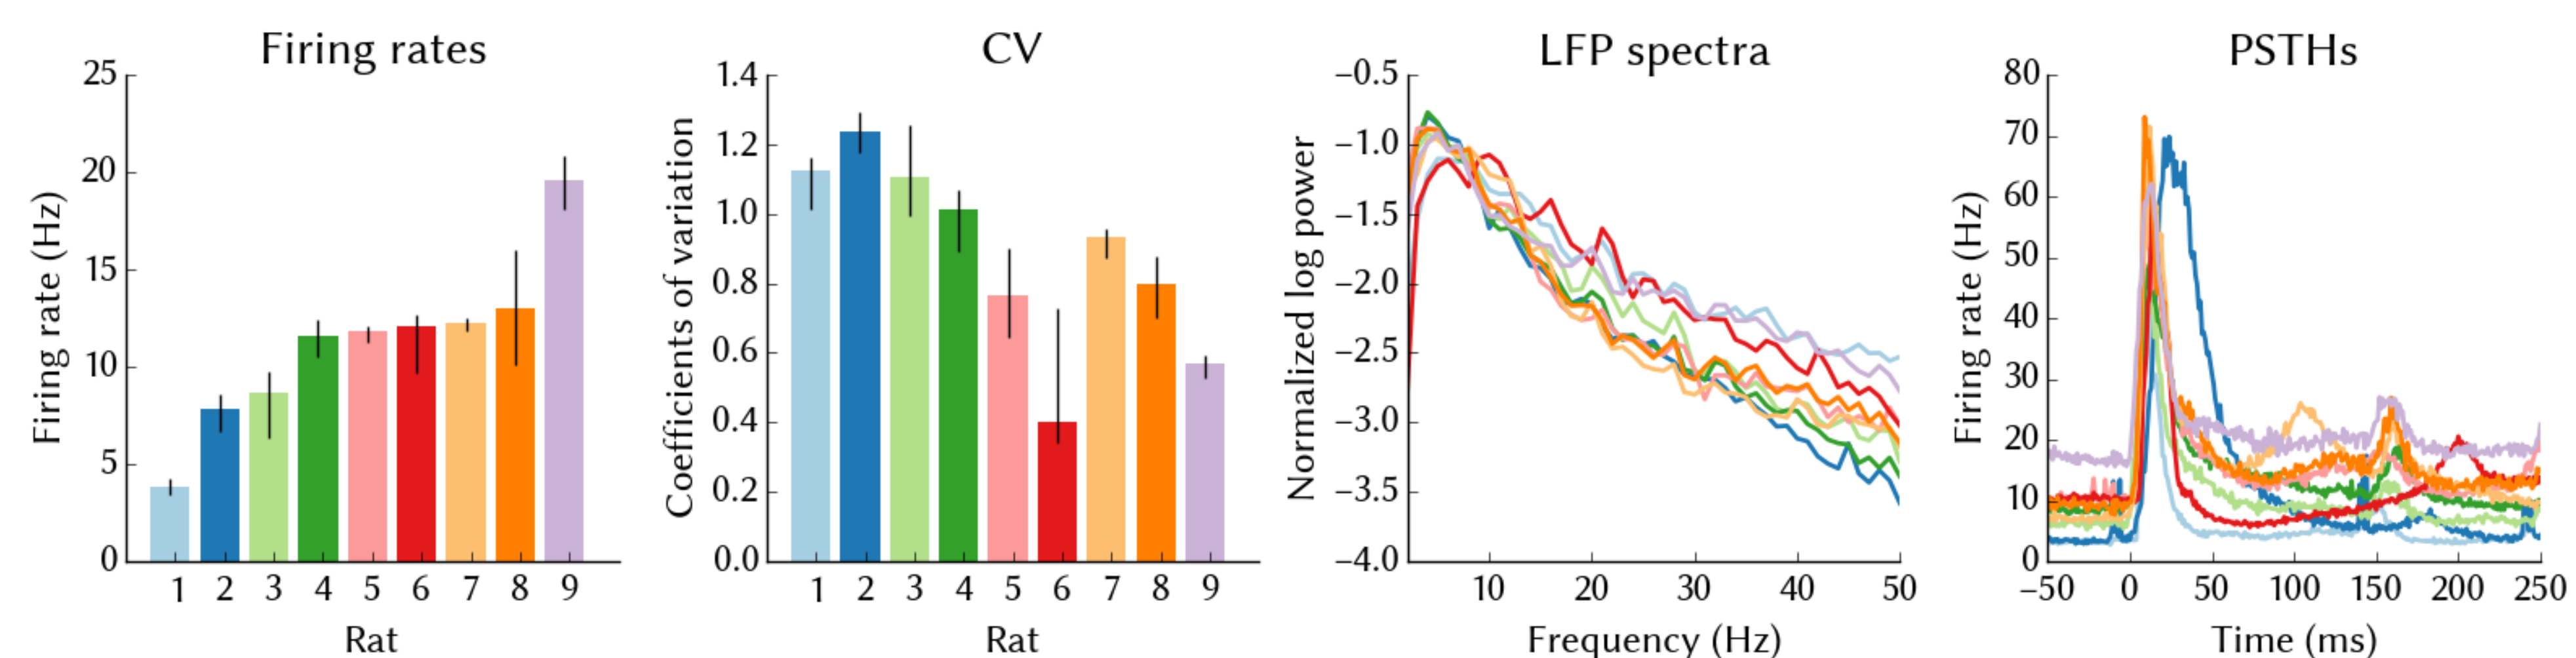 Firing rates
Firing rate (Hz)
25
20
15
10
5
0
1 2 3 4 5 6 7 8 9
Rat
CV
Coefficients of variation
1.4
1.2
1.0
0.8
0.6
0.4
0.2
0.0
1 2 3 4 5 6 7 8 9
Rat
LFP spectra
Normalized log power
−0.5
−1.0
−1.5
−2.0
−2.5
−3.0
−3.5
−4.0
10 20 30 40 50
Frequency (Hz)
PSTHs
Firing rate (Hz)
80
70
60
50
40
30
20
10
0
−50 0 50 100 150 200 250
Time (ms)